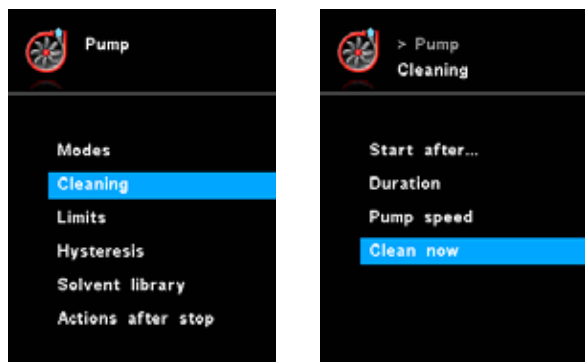 Pump
Modes
Cleaning
Limits
Hysteresis
Solvent library
Actions after stop
> Pump
Cleaning
Start after...
Duration
Pump speed
Clean now